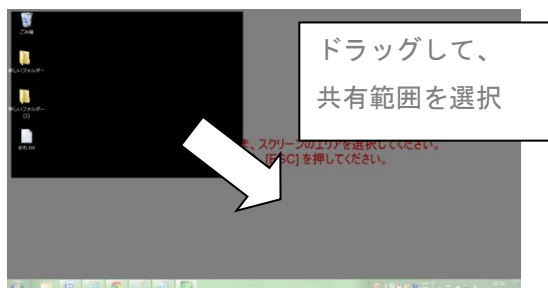 ごみ箱
新しいフォルダー
新しいフォルダー
(2)
ドラッグして、
共有範囲を選択
、スクリーンのエリアを選択してください。
を押してください。